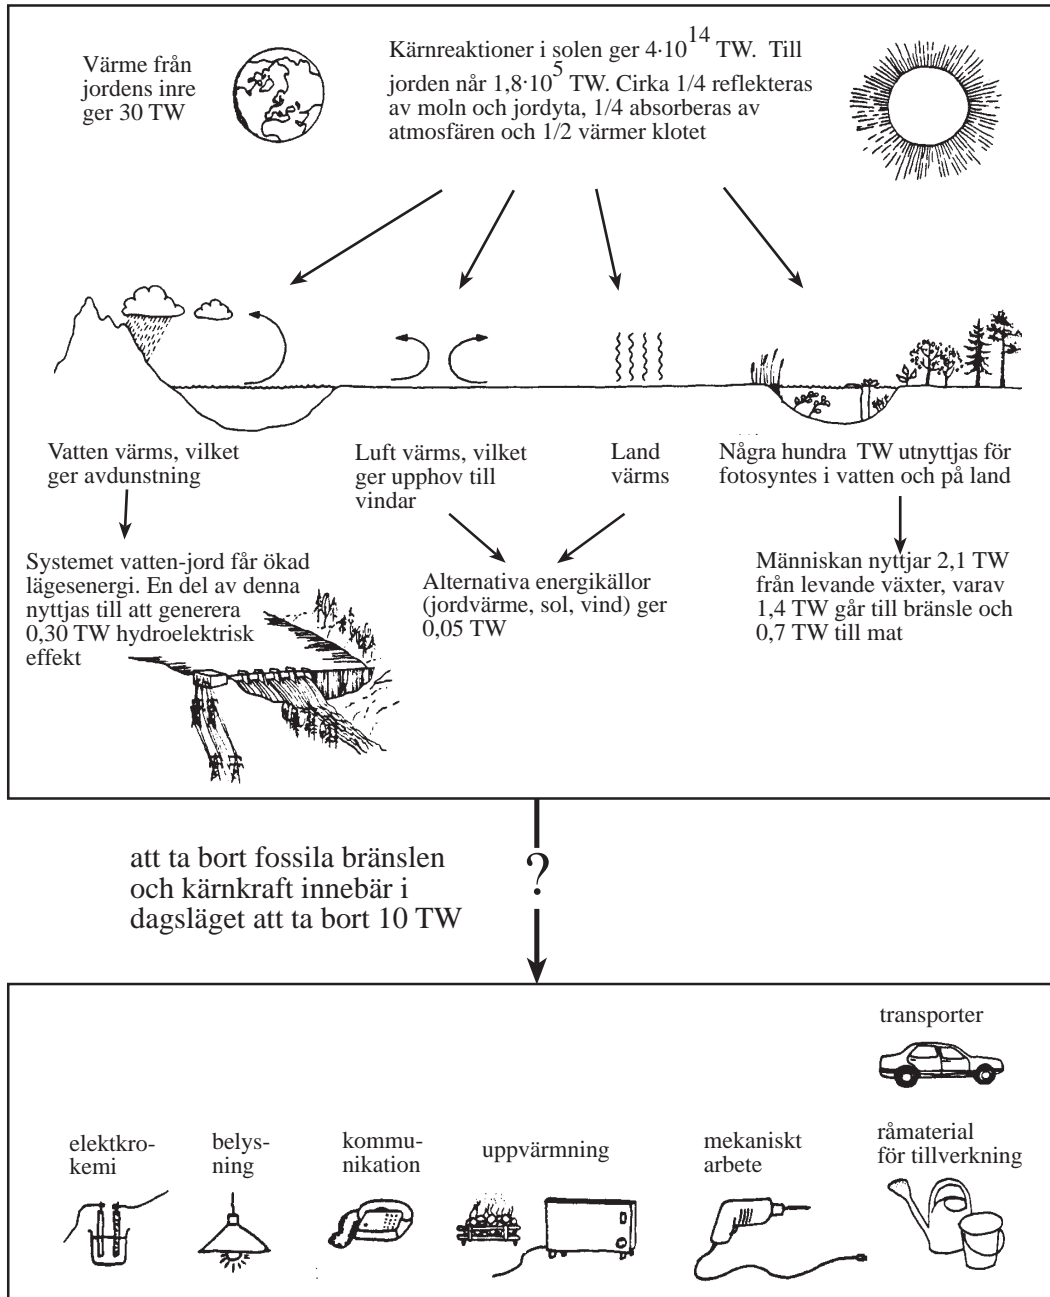 Värme från
jordens inre
ger 30 TW
Kärnreaktioner i solen ger 4·10^14 TW. Till
jorden når 1,8·10^5 TW. Cirka 1/4 reflekteras
av moln och jordyta, 1/4 absorberas av
atmosfären och 1/2 värmer klotet
Vatten värms, vilket
ger avdunstning
Luft värms, vilket
ger upphov till
vindar
Land
värms
Några hundra TW utnyttjas för
fotosyntes i vatten och på land
Systemet vatten-jord får ökad
lägesenergi. En del av denna
nyttjas till att generera
0,30 TW hydroelektrisk
effekt
Alternativa energikällor
(jordvärme, sol, vind) ger
0,05 TW
Människan nyttjar 2,1 TW
från levande växter, varav
1,4 TW går till bränsle och
0,7 TW till mat
att ta bort fossila bränslen
och kärnkraft innebär i
dagsläget att ta bort 10 TW
?
transporter
elektkro-
kemi
belys-
ning
kommu-
nikation
uppvärmning
mekaniskt
arbete
råmaterial
för tillverkning